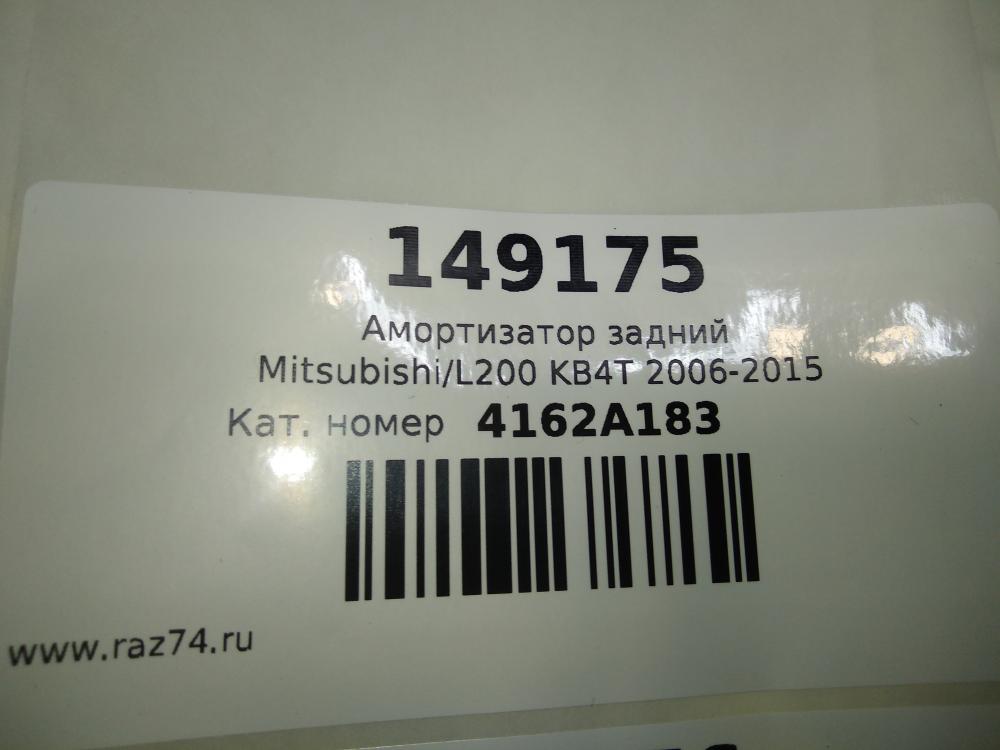 149175
Амортизатор задний
Mitsubishi/L200 KB4T 2006-2015
Кат. номер 4162A183
www.raz74.ru